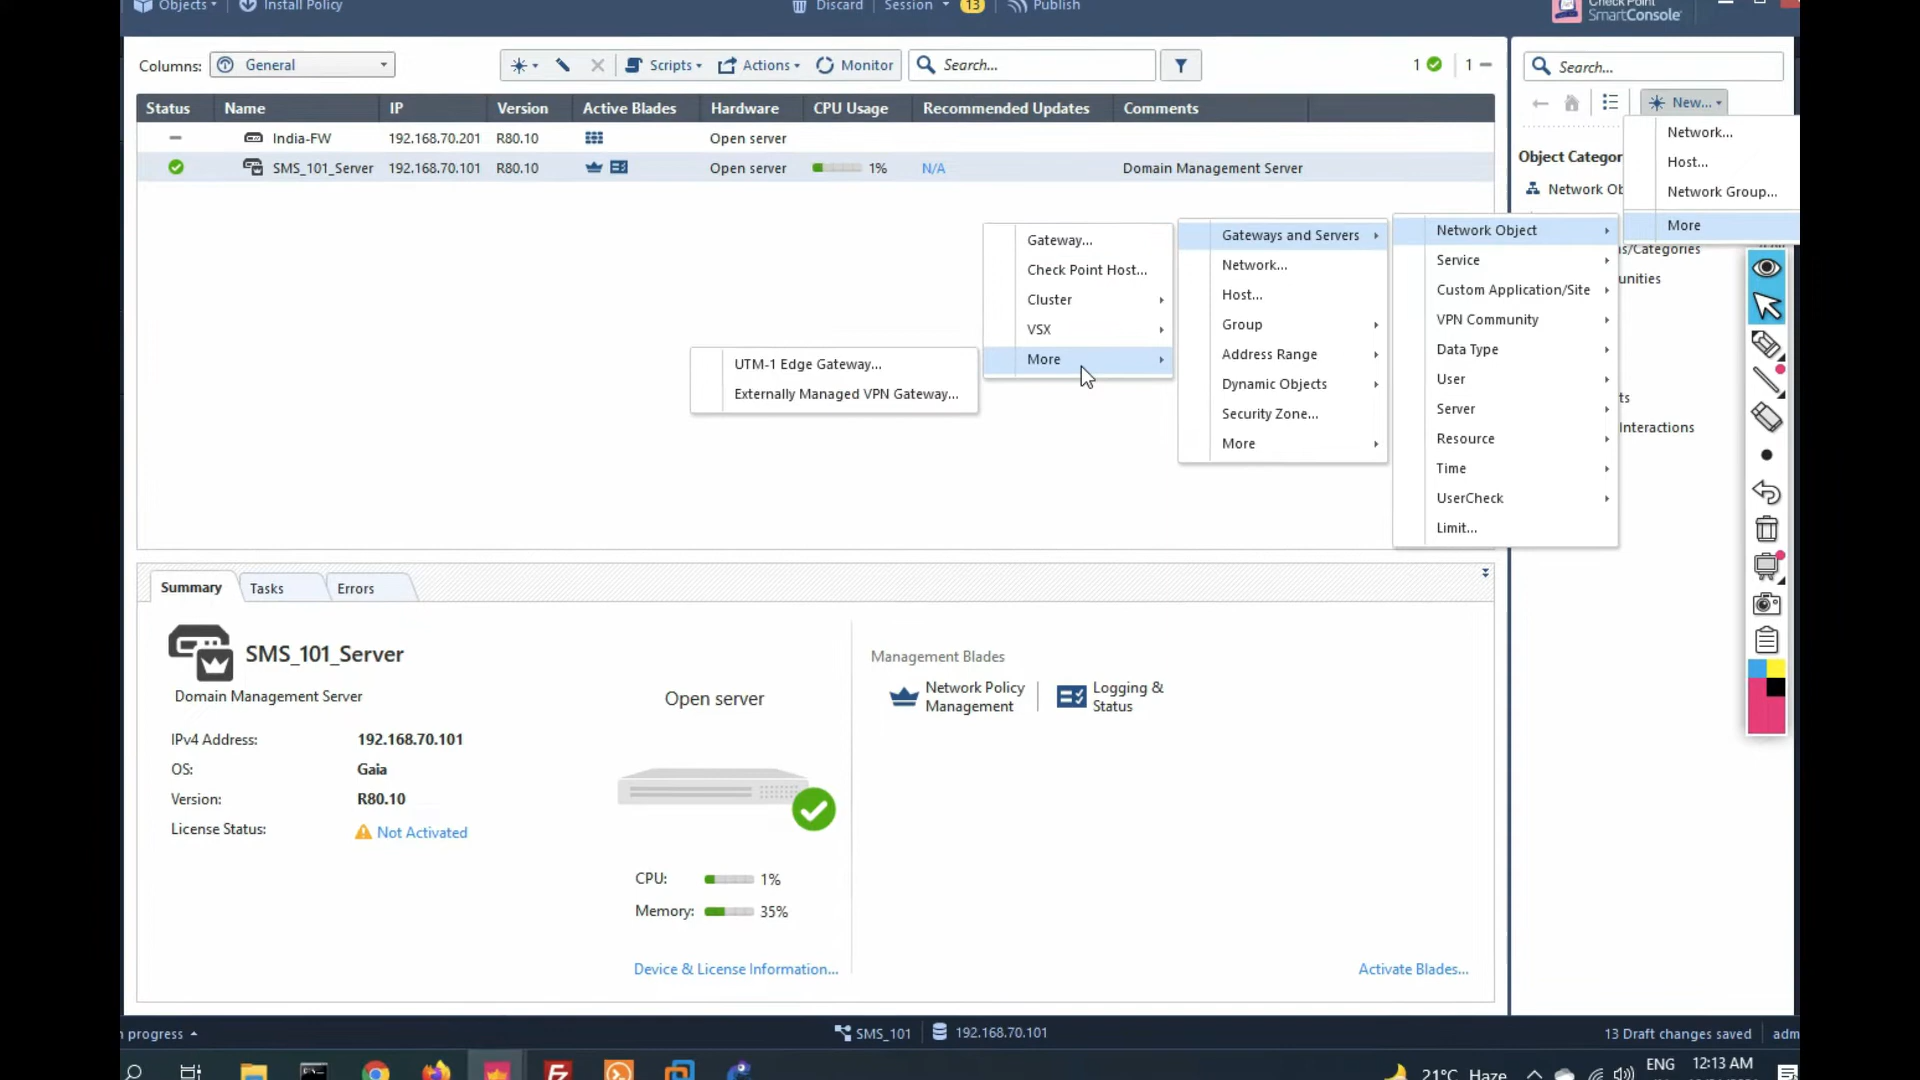 Objects Install Policy Discard Session 13 Publish Check Point
SmartConsole
Columns: General Scripts Actions Monitor Search... 1 1 Search...
New...
Status Name IP Version Active Blades Hardware CPU Usage Recommended Updates Comments
India-FW 192.168.70.201 R80.10 Open server
SMS_101_Server 192.168.70.101 R80.10 Open server 1% N/A Domain Management Server
Network...
Host...
Network Group...
More
Object Categor
Network Ob
s/Categories
unities
ts
Interactions
Network Object
Service
Custom Application/Site
VPN Community
Data Type
User
Server
Resource
Time
UserCheck
Limit...
Gateways and Servers
Network...
Host...
Group
Address Range
Dynamic Objects
Security Zone...
More
Gateway...
Check Point Host...
Cluster
VSX
More
UTM-1 Edge Gateway...
Externally Managed VPN Gateway...
Summary Tasks Errors
SMS_101_Server
Domain Management Server
IPv4 Address: 192.168.70.101
OS: Gaia
Version: R80.10
License Status: Not Activated
Open server
CPU: 1%
Memory: 35%
Device & License Information...
Management Blades
Network Policy
Management
Logging &
Status
Activate Blades...
progress SMS_101 192.168.70.101 13 Draft changes saved adm
21°C Haze ENG 12:13 AM